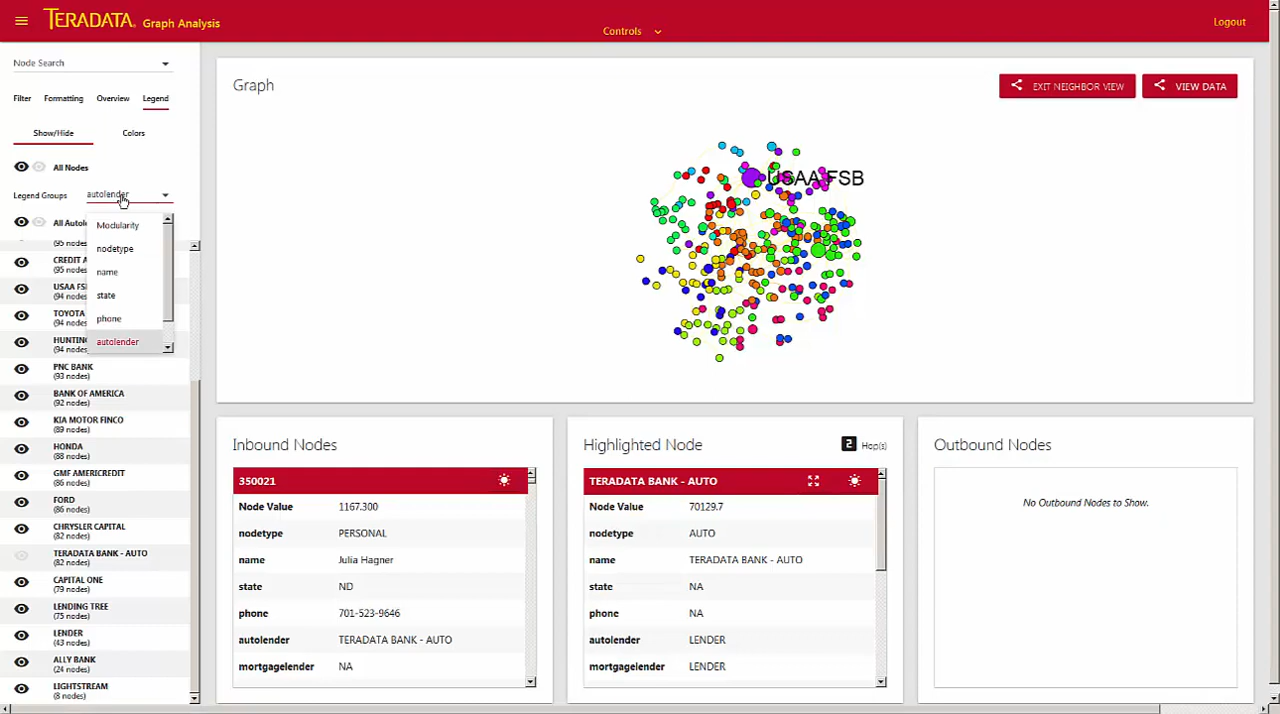 TERADATA. Graph Analysis
Controls
Logout
Node Search
Filter Formatting Overview Legend
Show/Hide Colors
All Nodes
Legend Groups autolender
All Autol
Modularity
nodetype
name
state
phone
autolender
(95 nodes)
CREDIT A
(95 nodes)
USAA FS
(94 nodes)
TOYOTA
(94 nodes)
HUNTIN
(94 nodes)
PNC BANK
(93 nodes)
BANK OF AMERICA
(92 nodes)
KIA MOTOR FINCO
(89 nodes)
HONDA
(86 nodes)
GMF AMERICREDIT
(86 nodes)
FORD
(86 nodes)
CHRYSLER CAPITAL
(82 nodes)
TERADATA BANK - AUTO
(82 nodes)
CAPITAL ONE
(79 nodes)
LENDING TREE
(75 nodes)
LENDER
(43 nodes)
ALLY BANK
(24 nodes)
LIGHTSTREAM
(8 nodes)
Graph
EXIT NEIGHBOR VIEW
VIEW DATA
USAA FSB
Inbound Nodes
350021
Node Value 1167.300
nodetype PERSONAL
name Julia Hagner
state ND
phone 701-523-9646
autolender TERADATA BANK - AUTO
mortgagelender NA
Highlighted Node
2 Hop(s)
TERADATA BANK - AUTO
Node Value 70129.7
nodetype AUTO
name TERADATA BANK - AUTO
state NA
phone NA
autolender LENDER
mortgagelender LENDER
Outbound Nodes
No Outbound Nodes to Show.